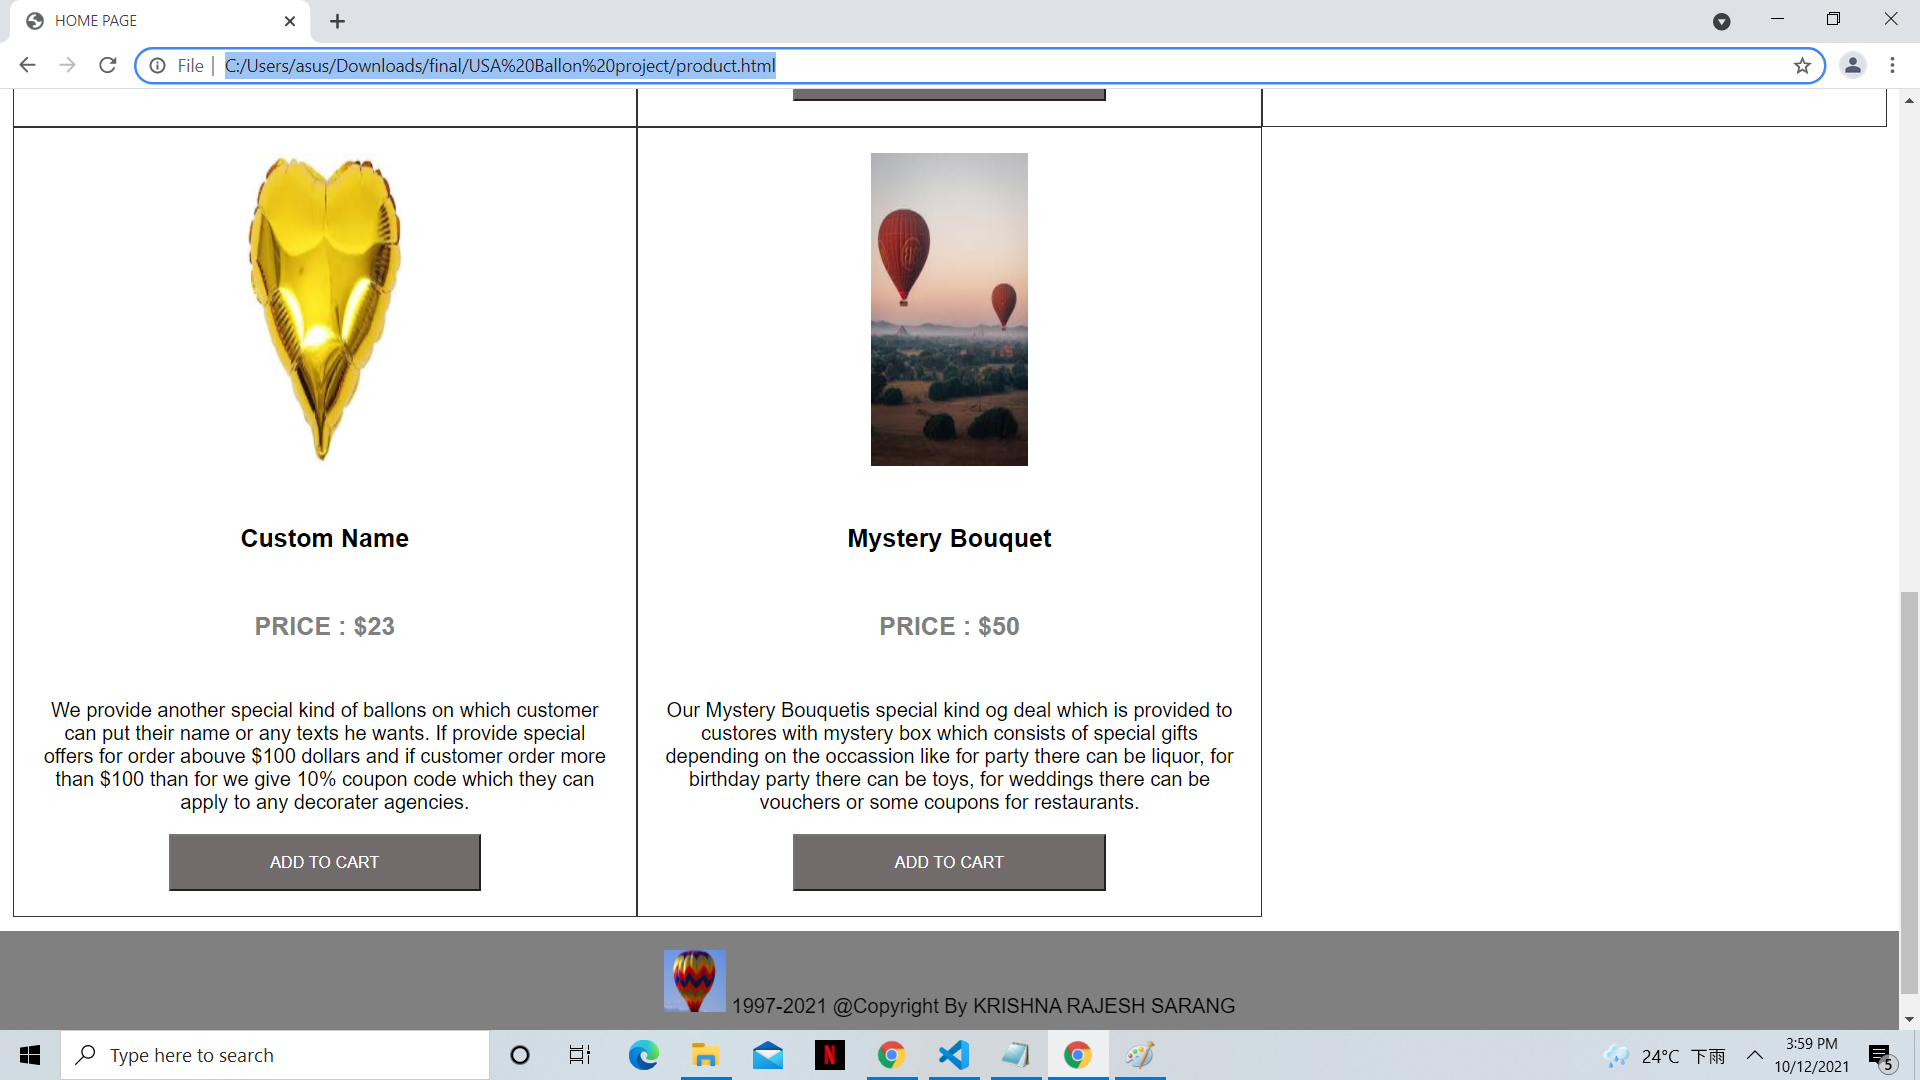 HOME PAGE
File
C:/Users/asus/Downloads/final/USA%20Ballon%20project/product.html
Custom Name
Mystery Bouquet
PRICE : $23
PRICE : $50
We provide another special kind of ballons on which customer
can put their name or any texts he wants. If provide special
offers for order abouve $100 dollars and if customer order more
than $100 than for we give 10% coupon code which they can
apply to any decorater agencies.
Our Mystery Bouquetis special kind og deal which is provided to
custores with mystery box which consists of special gifts
depending on the occassion like for party there can be liquor, for
birthday party there can be toys, for weddings there can be
vouchers or some coupons for restaurants.
ADD TO CART
ADD TO CART
1997-2021 @Copyright By KRISHNA RAJESH SARANG
Type here to search
N
24°C 下雨
3:59 PM
10/12/2021
5